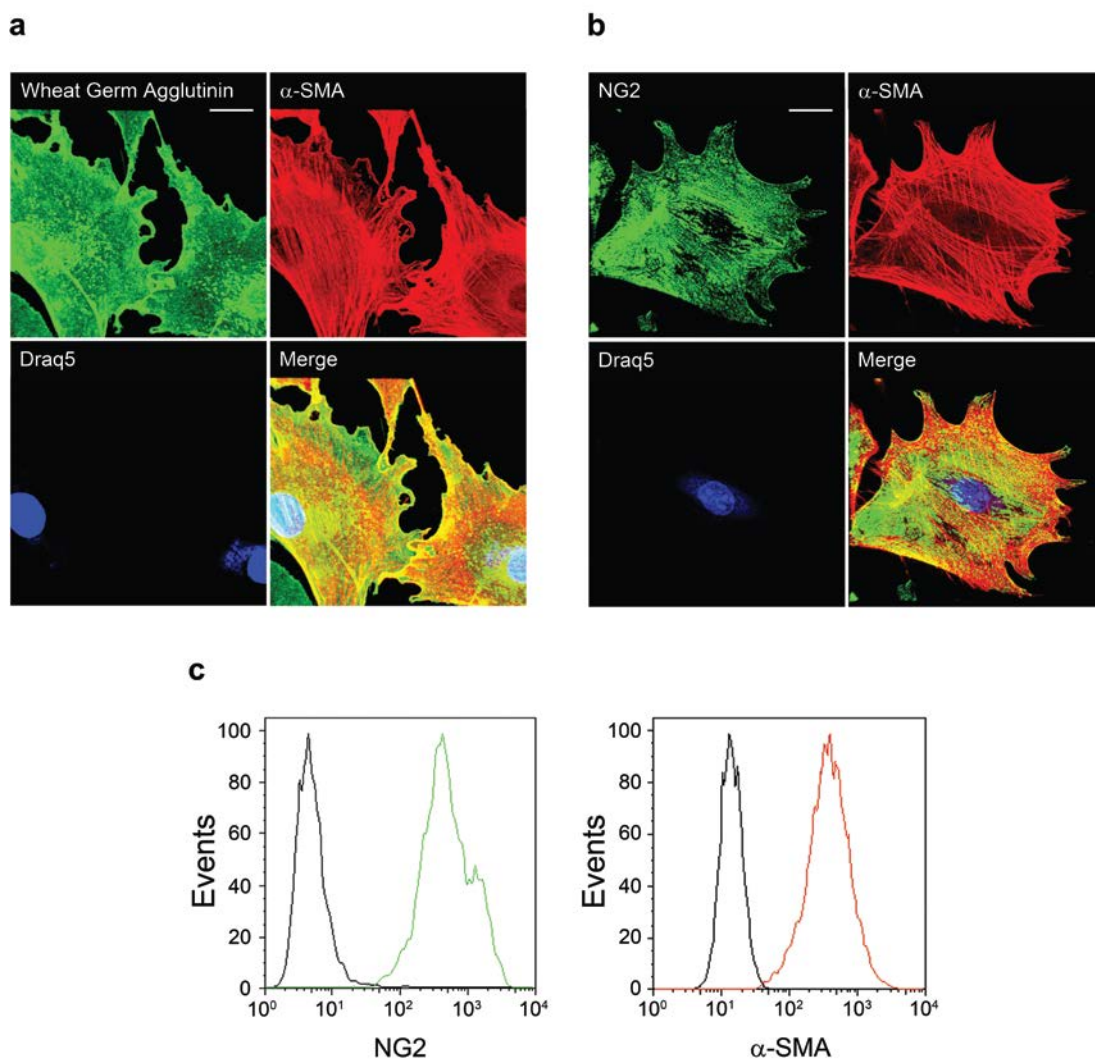 a
b
Wheat Germ Agglutinin
α-SMA
NG2
α-SMA
Draq5
Merge
Draq5
Merge
c
100
80
60
40
20
0
Events
10⁰ 10¹ 10² 10³ 10⁴
NG2
100
80
60
40
20
0
Events
10⁰ 10¹ 10² 10³ 10⁴
α-SMA